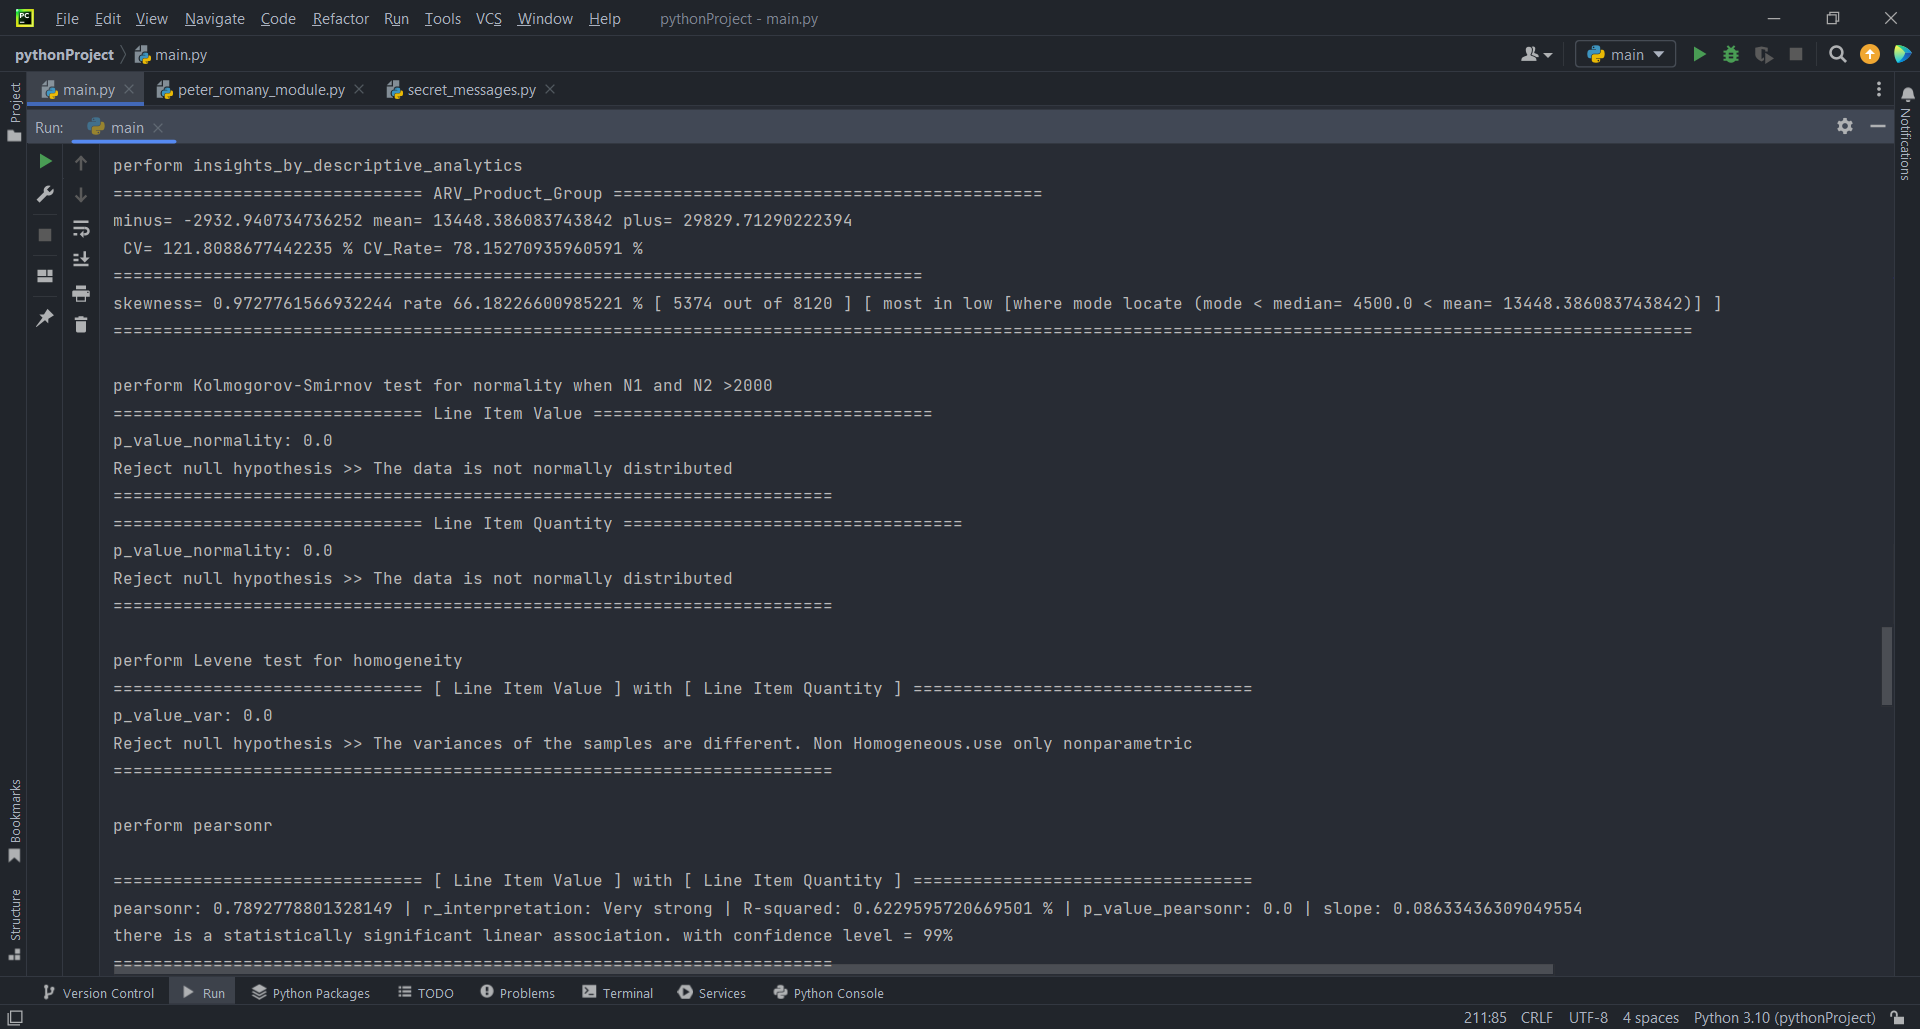 PC
File Edit View Navigate Code Refactor Run Tools VCS Window Help pythonProject - main.py
pythonProject main.py
main
main.py peter_romany_module.py secret_messages.py
Project
Notifications
Run: main
perform insights_by_descriptive_analytics
=============================== ARV_Product_Group ===========================================
minus= -2932.940734736252 mean= 13448.386083743842 plus= 29829.71290222394
CV= 121.8088677442235 % CV_Rate= 78.15270935960591 %
=================================================================================
skewness= 0.9727761566932244 rate 66.18226600985221 % [ 5374 out of 8120 ] [ most in low [where mode locate (mode < median= 4500.0 < mean= 13448.386083743842)] ]
==============================================================================================================================================================
perform Kolmogorov-Smirnov test for normality when N1 and N2 >2000
=============================== Line Item Value ==================================
p_value_normality: 0.0
Reject null hypothesis >> The data is not normally distributed
========================================================================
=============================== Line Item Quantity ==================================
p_value_normality: 0.0
Reject null hypothesis >> The data is not normally distributed
========================================================================
perform Levene test for homogeneity
=============================== [ Line Item Value ] with [ Line Item Quantity ] ==================================
p_value_var: 0.0
Reject null hypothesis >> The variances of the samples are different. Non Homogeneous.use only nonparametric
========================================================================
perform pearsonr
=============================== [ Line Item Value ] with [ Line Item Quantity ] ==================================
pearsonr: 0.7892778801328149 | r_interpretation: Very strong | R-squared: 0.6229595720669501 % | p_value_pearsonr: 0.0 | slope: 0.08633436309049554
there is a statistically significant linear association. with confidence level = 99%
========================================================================
Bookmarks
Structure
Version Control Run Python Packages TODO Problems Terminal Services Python Console
211:85 CRLF UTF-8 4 spaces Python 3.10 (pythonProject)